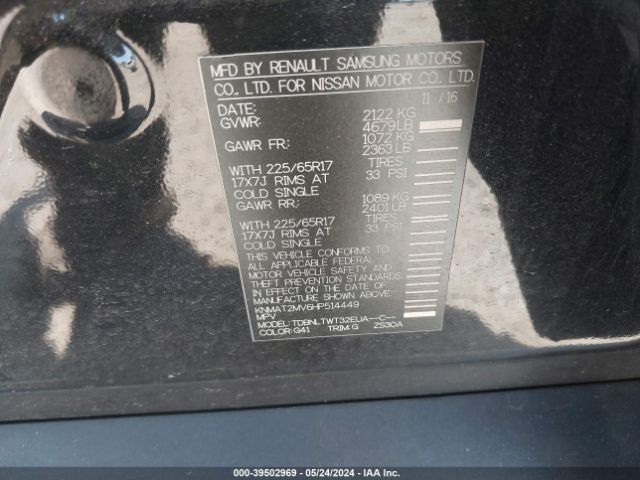 MFD BY RENAULT SAMSUNG MOTORS
CO., LTD. FOR NISSAN MOTOR CO., LTD.
DATE: 11 / 16
GVWR: 2122 KG
4679 LB
GAWR FR: 1072 KG
2363 LB
WITH 225/65R17 TIRES
17X7J RIMS AT 33 PSI
COLD SINGLE
GAWR RR: 1089 KG
2401 LB
WITH 225/65R17 TIRES
17X7J RIMS AT 33 PSI
COLD SINGLE
THIS VEHICLE CONFORMS TO
ALL APPLICABLE FEDERAL
MOTOR VEHICLE SAFETY AND
THEFT PREVENTION STANDARDS
IN EFFECT ON THE DATE OF
MANUFACTURE SHOWN ABOVE.
KNMAT2MV6HP514449
MPV
MODEL: TDBNLTWT32EUA--C--
COLOR: G41 TRIM: G ZS30A
000-39502969 • 05/24/2024 • IAA Inc.